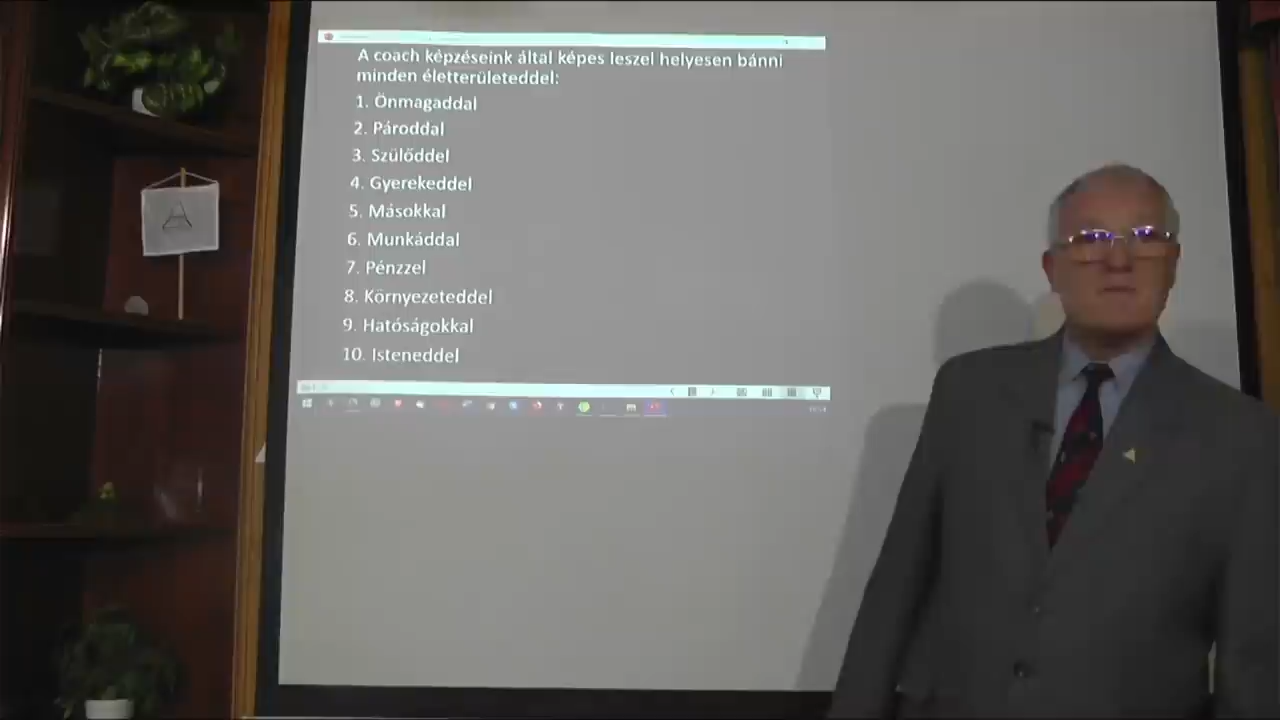 A coach képzéseink által képes leszel helyesen bánni
minden életterületeddel:
1. Önmagaddal
2. Pároddal
3. Szülőddel
4. Gyerekeddel
5. Másokkal
6. Munkáddal
7. Pénzzel
8. Környezeteddel
9. Hatóságokkal
10. Isteneddel